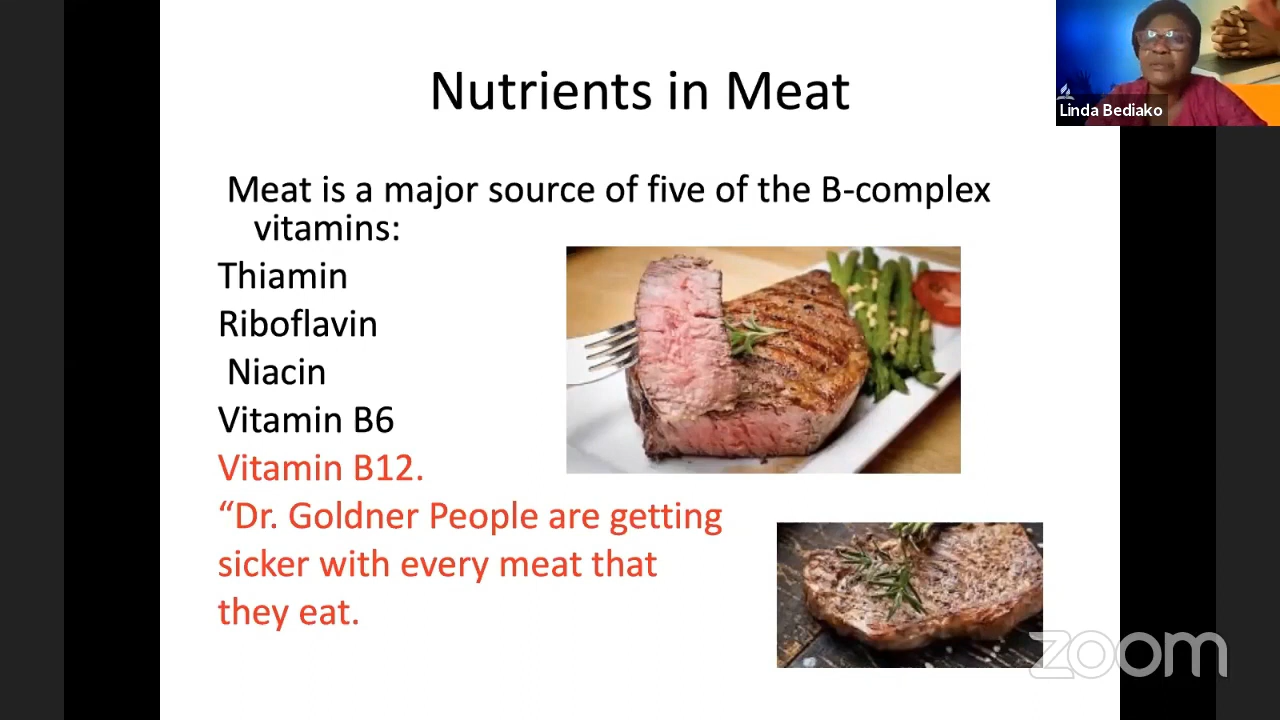 Nutrients in Meat
Linda Bediako
Meat is a major source of five of the B-complex
vitamins:
Thiamin
Riboflavin
Niacin
Vitamin B6
Vitamin B12.
“Dr. Goldner People are getting
sicker with every meat that
they eat.
zoom